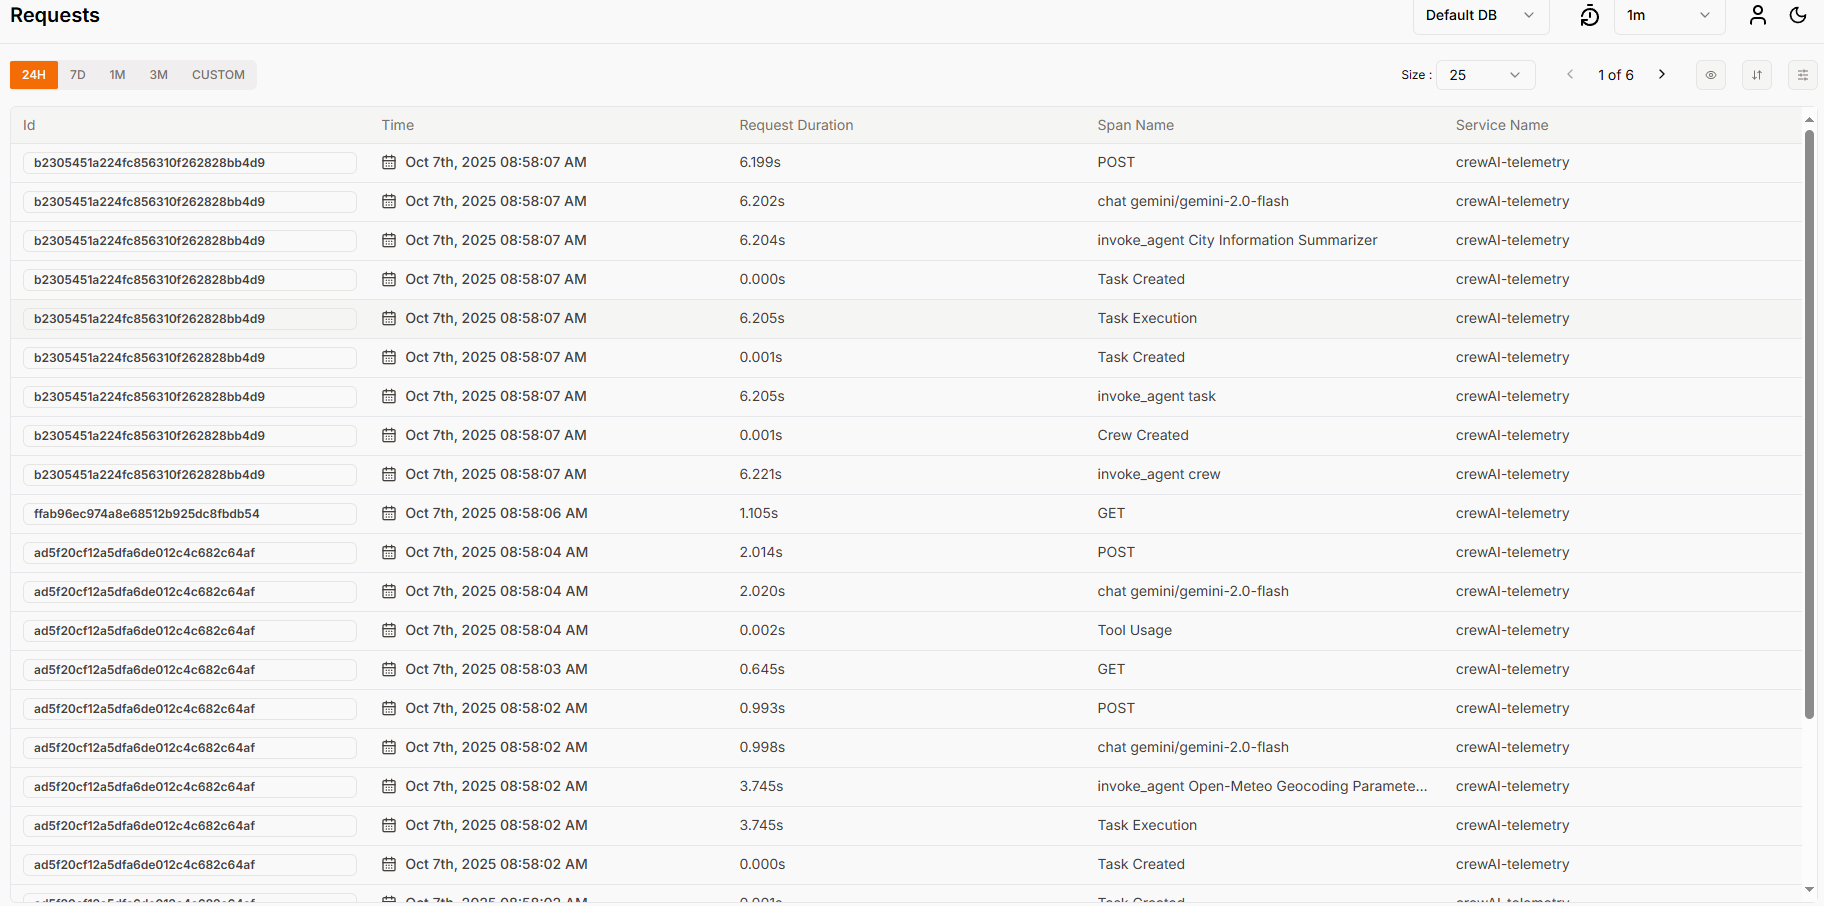 Requests Default DB 1m
24H 7D 1M 3M CUSTOM Size : 25 1 of 6
Id Time Request Duration Span Name Service Name
b2305451a224fc856310f262828bb4d9 Oct 7th, 2025 08:58:07 AM 6.199s POST crewAI-telemetry
b2305451a224fc856310f262828bb4d9 Oct 7th, 2025 08:58:07 AM 6.202s chat gemini/gemini-2.0-flash crewAI-telemetry
b2305451a224fc856310f262828bb4d9 Oct 7th, 2025 08:58:07 AM 6.204s invoke_agent City Information Summarizer crewAI-telemetry
b2305451a224fc856310f262828bb4d9 Oct 7th, 2025 08:58:07 AM 0.000s Task Created crewAI-telemetry
b2305451a224fc856310f262828bb4d9 Oct 7th, 2025 08:58:07 AM 6.205s Task Execution crewAI-telemetry
b2305451a224fc856310f262828bb4d9 Oct 7th, 2025 08:58:07 AM 0.001s Task Created crewAI-telemetry
b2305451a224fc856310f262828bb4d9 Oct 7th, 2025 08:58:07 AM 6.205s invoke_agent task crewAI-telemetry
b2305451a224fc856310f262828bb4d9 Oct 7th, 2025 08:58:07 AM 0.001s Crew Created crewAI-telemetry
b2305451a224fc856310f262828bb4d9 Oct 7th, 2025 08:58:07 AM 6.221s invoke_agent crew crewAI-telemetry
ffab96ec974a8e68512b925dc8fbdb54 Oct 7th, 2025 08:58:06 AM 1.105s GET crewAI-telemetry
ad5f20cf12a5dfa6de012c4c682c64af Oct 7th, 2025 08:58:04 AM 2.014s POST crewAI-telemetry
ad5f20cf12a5dfa6de012c4c682c64af Oct 7th, 2025 08:58:04 AM 2.020s chat gemini/gemini-2.0-flash crewAI-telemetry
ad5f20cf12a5dfa6de012c4c682c64af Oct 7th, 2025 08:58:04 AM 0.002s Tool Usage crewAI-telemetry
ad5f20cf12a5dfa6de012c4c682c64af Oct 7th, 2025 08:58:03 AM 0.645s GET crewAI-telemetry
ad5f20cf12a5dfa6de012c4c682c64af Oct 7th, 2025 08:58:02 AM 0.993s POST crewAI-telemetry
ad5f20cf12a5dfa6de012c4c682c64af Oct 7th, 2025 08:58:02 AM 0.998s chat gemini/gemini-2.0-flash crewAI-telemetry
ad5f20cf12a5dfa6de012c4c682c64af Oct 7th, 2025 08:58:02 AM 3.745s invoke_agent Open-Meteo Geocoding Paramete... crewAI-telemetry
ad5f20cf12a5dfa6de012c4c682c64af Oct 7th, 2025 08:58:02 AM 3.745s Task Execution crewAI-telemetry
ad5f20cf12a5dfa6de012c4c682c64af Oct 7th, 2025 08:58:02 AM 0.000s Task Created crewAI-telemetry